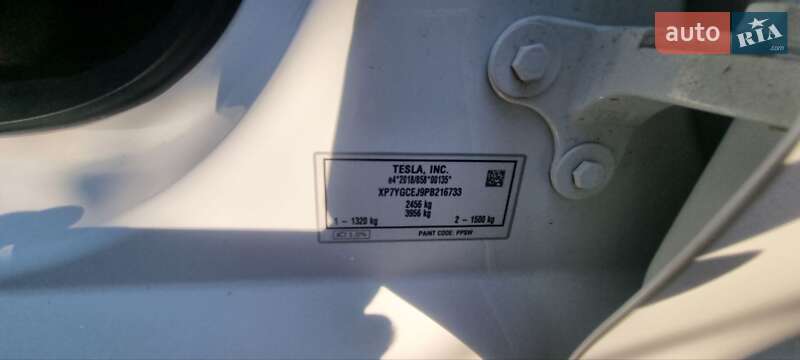 auto RIA
.com
TESLA, INC.
e4*2018/858*00135*
XP7YGCEJ9PB216733
2456 kg
3956 kg
1 - 1320 kg 2 - 1500 kg
PAINT CODE: PPSW